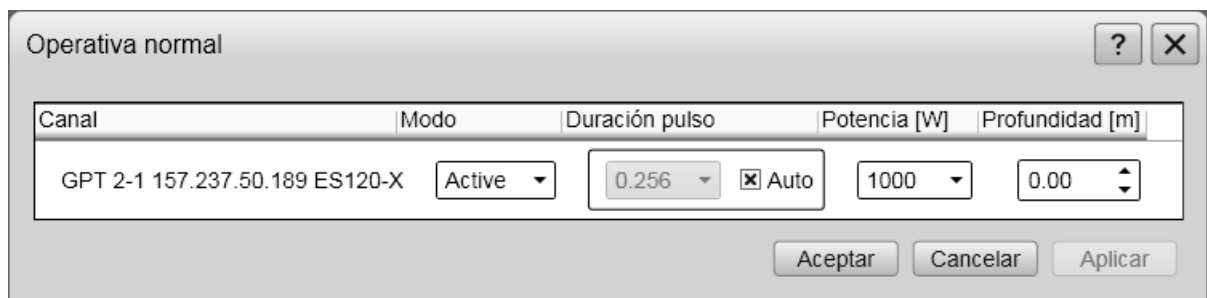 Operativa normal ?
Canal Modo Duración pulso Potencia [W] Profundidad [m]
GPT 2-1 157.237.50.189 ES120-X Active 0.256 Auto 1000 0.00
Aceptar Cancelar Aplicar